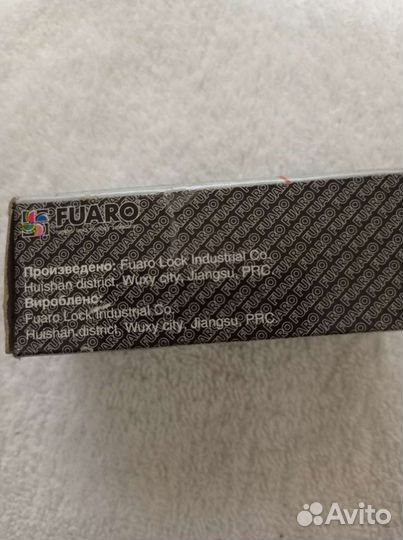 FUARO
Произведено: Fuaro Lock Industrial Co.
Huishan district, Wuxy city, Jiangsu, PRC.
Вироблено:
Fuaro Lock Industrial Co.
Huishan district, Wuxy city, Jiangsu, PRC.
Avito